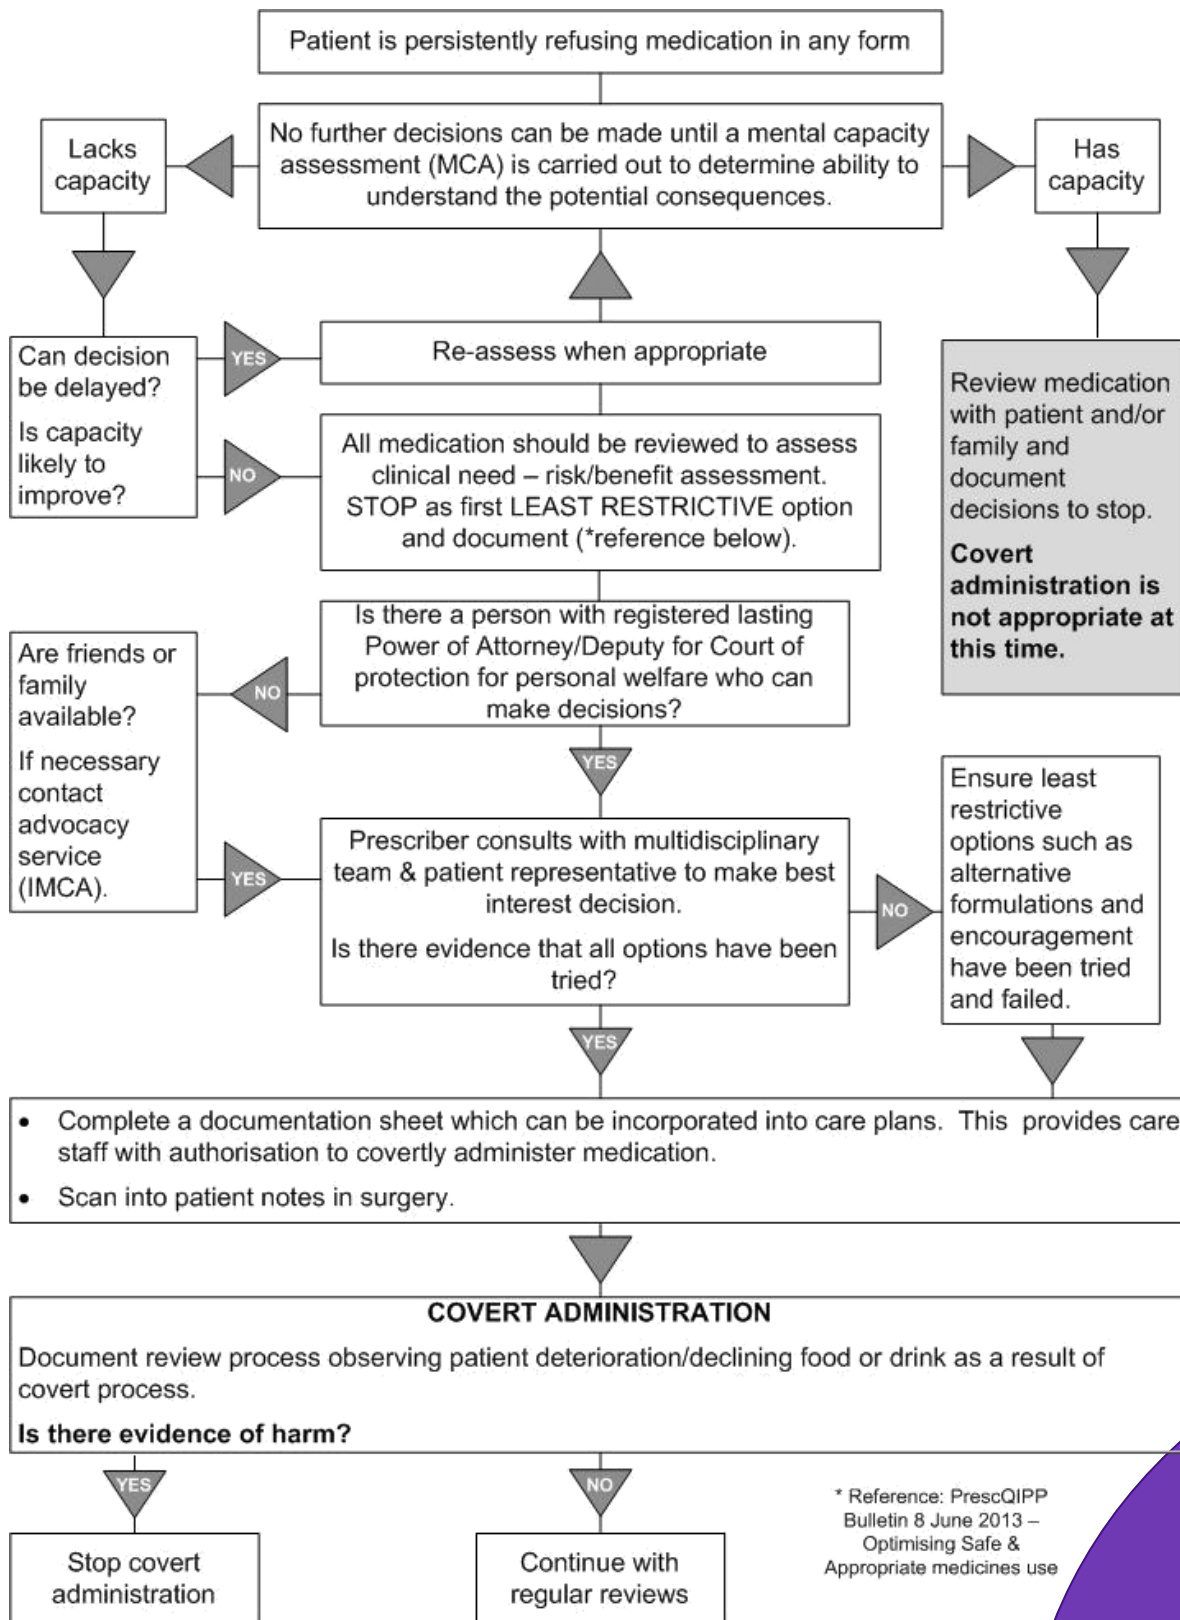 Patient is persistently refusing medication in any form
No further decisions can be made until a mental capacity
assessment (MCA) is carried out to determine ability to
understand the potential consequences.
Lacks
capacity
Has
capacity
Can decision
be delayed?
Is capacity
likely to
improve?
YES
NO
Re-assess when appropriate
All medication should be reviewed to assess
clinical need – risk/benefit assessment.
STOP as first LEAST RESTRICTIVE option
and document (*reference below).
Review medication
with patient and/or
family and
document
decisions to stop.
Covert
administration is
not appropriate at
this time.
Is there a person with registered lasting
Power of Attorney/Deputy for Court of
protection for personal welfare who can
make decisions?
NO
YES
Are friends or
family
available?
If necessary
contact
advocacy
service
(IMCA).
YES
Prescriber consults with multidisciplinary
team & patient representative to make best
interest decision.
Is there evidence that all options have been
tried?
NO
YES
Ensure least
restrictive
options such as
alternative
formulations and
encouragement
have been tried
and failed.
• Complete a documentation sheet which can be incorporated into care plans. This provides care
staff with authorisation to covertly administer medication.
• Scan into patient notes in surgery.
COVERT ADMINISTRATION
Document review process observing patient deterioration/declining food or drink as a result of
covert process.
Is there evidence of harm?
YES
NO
Stop covert
administration
Continue with
regular reviews
* Reference: PrescQIPP
Bulletin 8 June 2013 –
Optimising Safe &
Appropriate medicines use